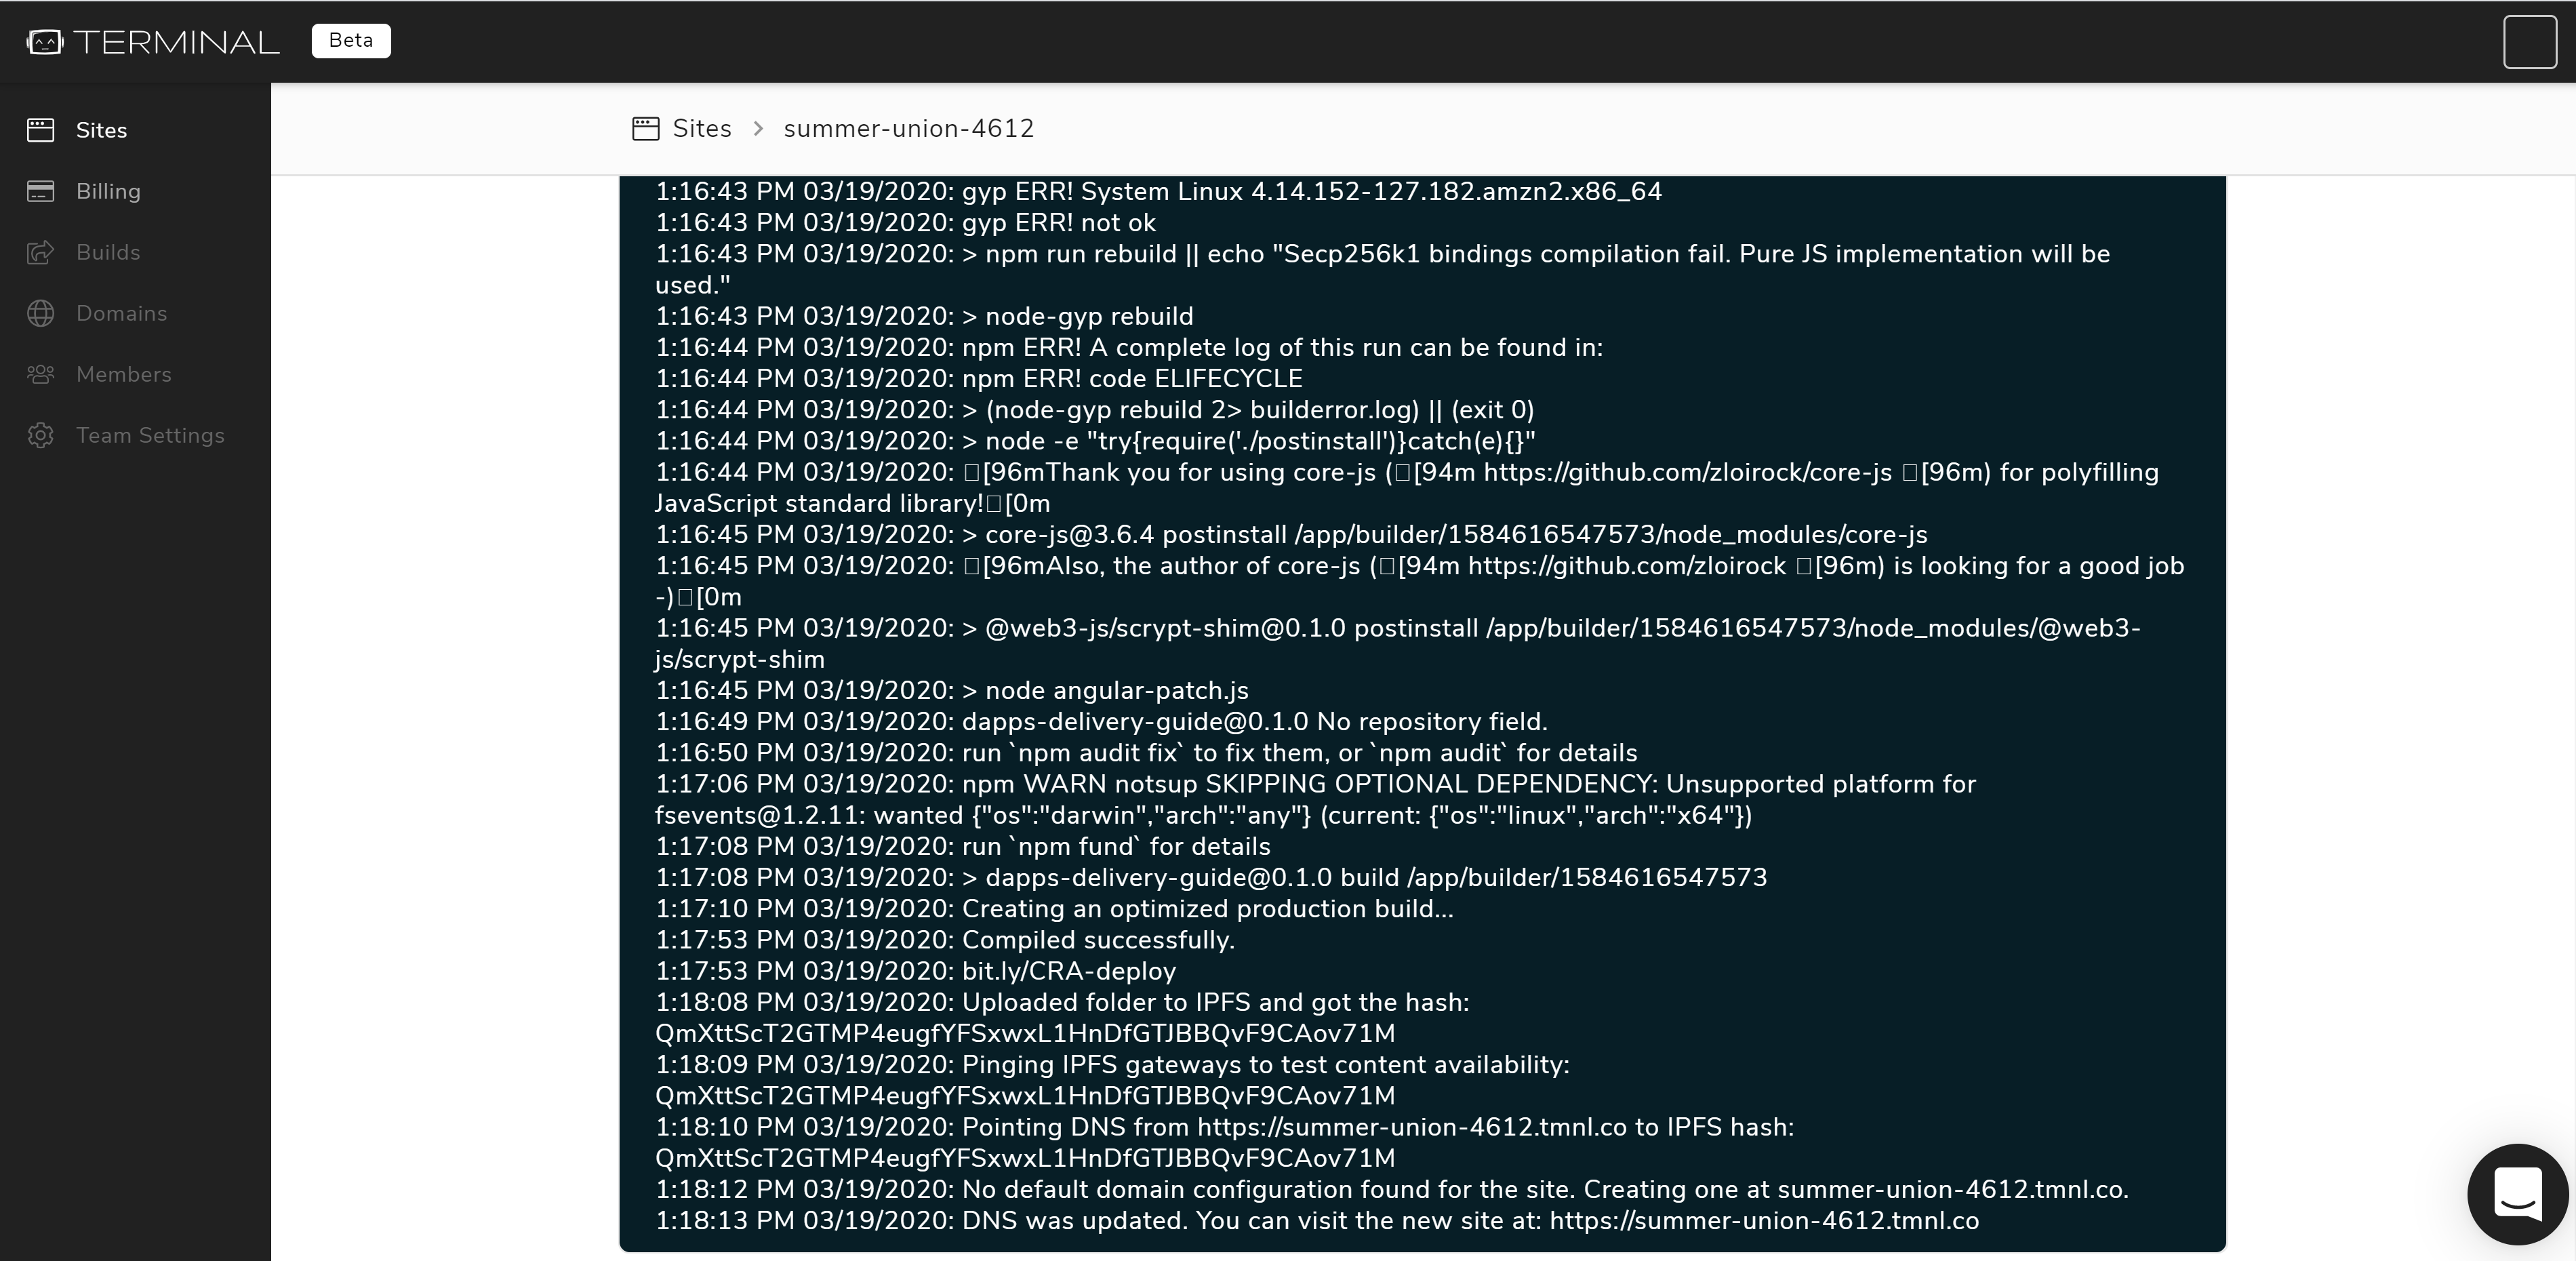 TERMINAL
Beta
Sites
Billing
Builds
Domains
Members
Team Settings
Sites > summer-union-4612
1:16:43 PM 03/19/2020: gyp ERR! System Linux 4.14.152-127.182.amzn2.x86_64
1:16:43 PM 03/19/2020: gyp ERR! not ok
1:16:43 PM 03/19/2020: > npm run rebuild || echo "Secp256k1 bindings compilation fail. Pure JS implementation will be
used."
1:16:43 PM 03/19/2020: > node-gyp rebuild
1:16:44 PM 03/19/2020: npm ERR! A complete log of this run can be found in:
1:16:44 PM 03/19/2020: npm ERR! code ELIFECYCLE
1:16:44 PM 03/19/2020: > (node-gyp rebuild 2> builderror.log) || (exit 0)
1:16:44 PM 03/19/2020: > node -e "try{require('./postinstall')}catch(e){}"
1:16:44 PM 03/19/2020: □[96mThank you for using core-js (□[94m https://github.com/zloirock/core-js □[96m) for polyfilling
JavaScript standard library!□[0m
1:16:45 PM 03/19/2020: > core-js@3.6.4 postinstall /app/builder/1584616547573/node_modules/core-js
1:16:45 PM 03/19/2020: □[96mAlso, the author of core-js (□[94m https://github.com/zloirock □[96m) is looking for a good job
-)□[0m
1:16:45 PM 03/19/2020: > @web3-js/scrypt-shim@0.1.0 postinstall /app/builder/1584616547573/node_modules/@web3-
js/scrypt-shim
1:16:45 PM 03/19/2020: > node angular-patch.js
1:16:49 PM 03/19/2020: dapps-delivery-guide@0.1.0 No repository field.
1:16:50 PM 03/19/2020: run `npm audit fix` to fix them, or `npm audit` for details
1:17:06 PM 03/19/2020: npm WARN notsup SKIPPING OPTIONAL DEPENDENCY: Unsupported platform for
fsevents@1.2.11: wanted {"os":"darwin","arch":"any"} (current: {"os":"linux","arch":"x64"})
1:17:08 PM 03/19/2020: run `npm fund` for details
1:17:08 PM 03/19/2020: > dapps-delivery-guide@0.1.0 build /app/builder/1584616547573
1:17:10 PM 03/19/2020: Creating an optimized production build...
1:17:53 PM 03/19/2020: Compiled successfully.
1:17:53 PM 03/19/2020: bit.ly/CRA-deploy
1:18:08 PM 03/19/2020: Uploaded folder to IPFS and got the hash:
QmXttScT2GTMP4eugfYFSxwxL1HnDfGTJBBQvF9CAov71M
1:18:09 PM 03/19/2020: Pinging IPFS gateways to test content availability:
QmXttScT2GTMP4eugfYFSxwxL1HnDfGTJBBQvF9CAov71M
1:18:10 PM 03/19/2020: Pointing DNS from https://summer-union-4612.tmnl.co to IPFS hash:
QmXttScT2GTMP4eugfYFSxwxL1HnDfGTJBBQvF9CAov71M
1:18:12 PM 03/19/2020: No default domain configuration found for the site. Creating one at summer-union-4612.tmnl.co.
1:18:13 PM 03/19/2020: DNS was updated. You can visit the new site at: https://summer-union-4612.tmnl.co